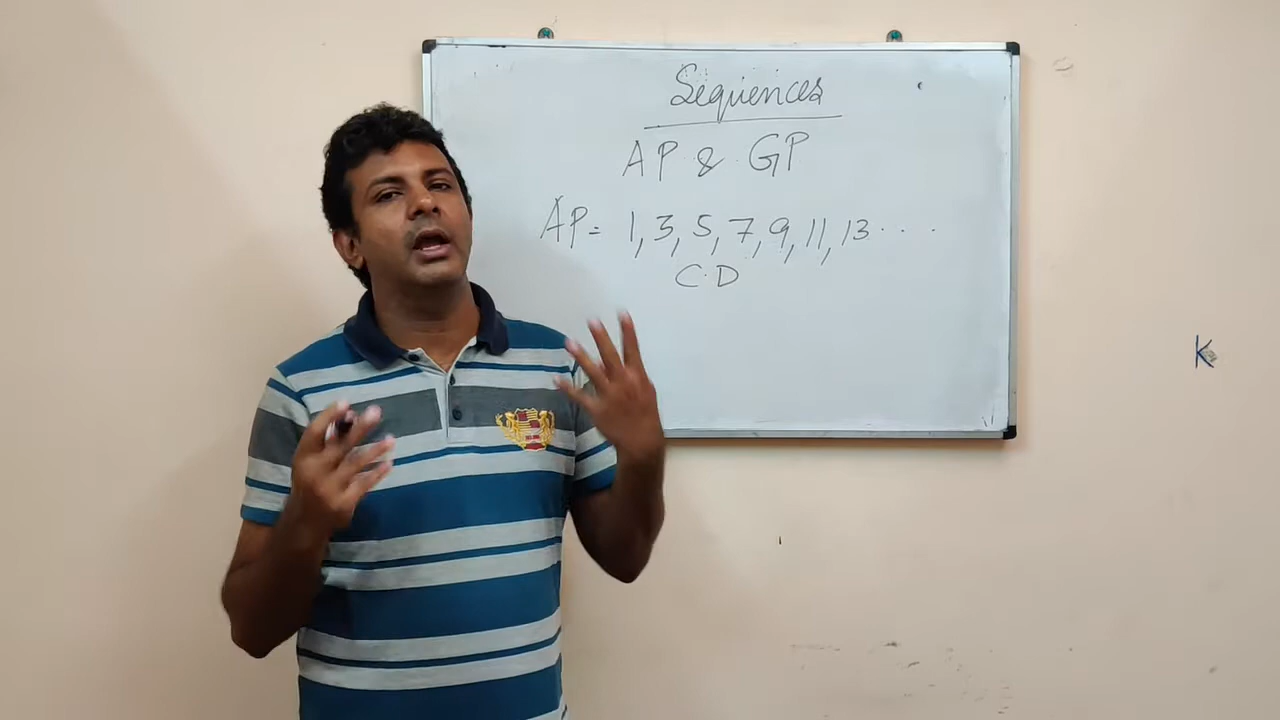 Sequences
AP & GP
AP = 1, 3, 5, 7, 9, 11, 13 . . . .
C.D
K